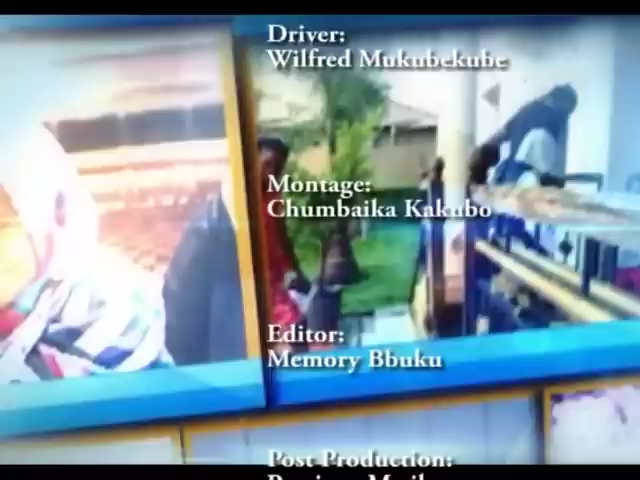 Driver:
Wilfred Mukubekube
Montage:
Chumbaika Kakubo
Editor:
Memory Bbuku
Post Production: